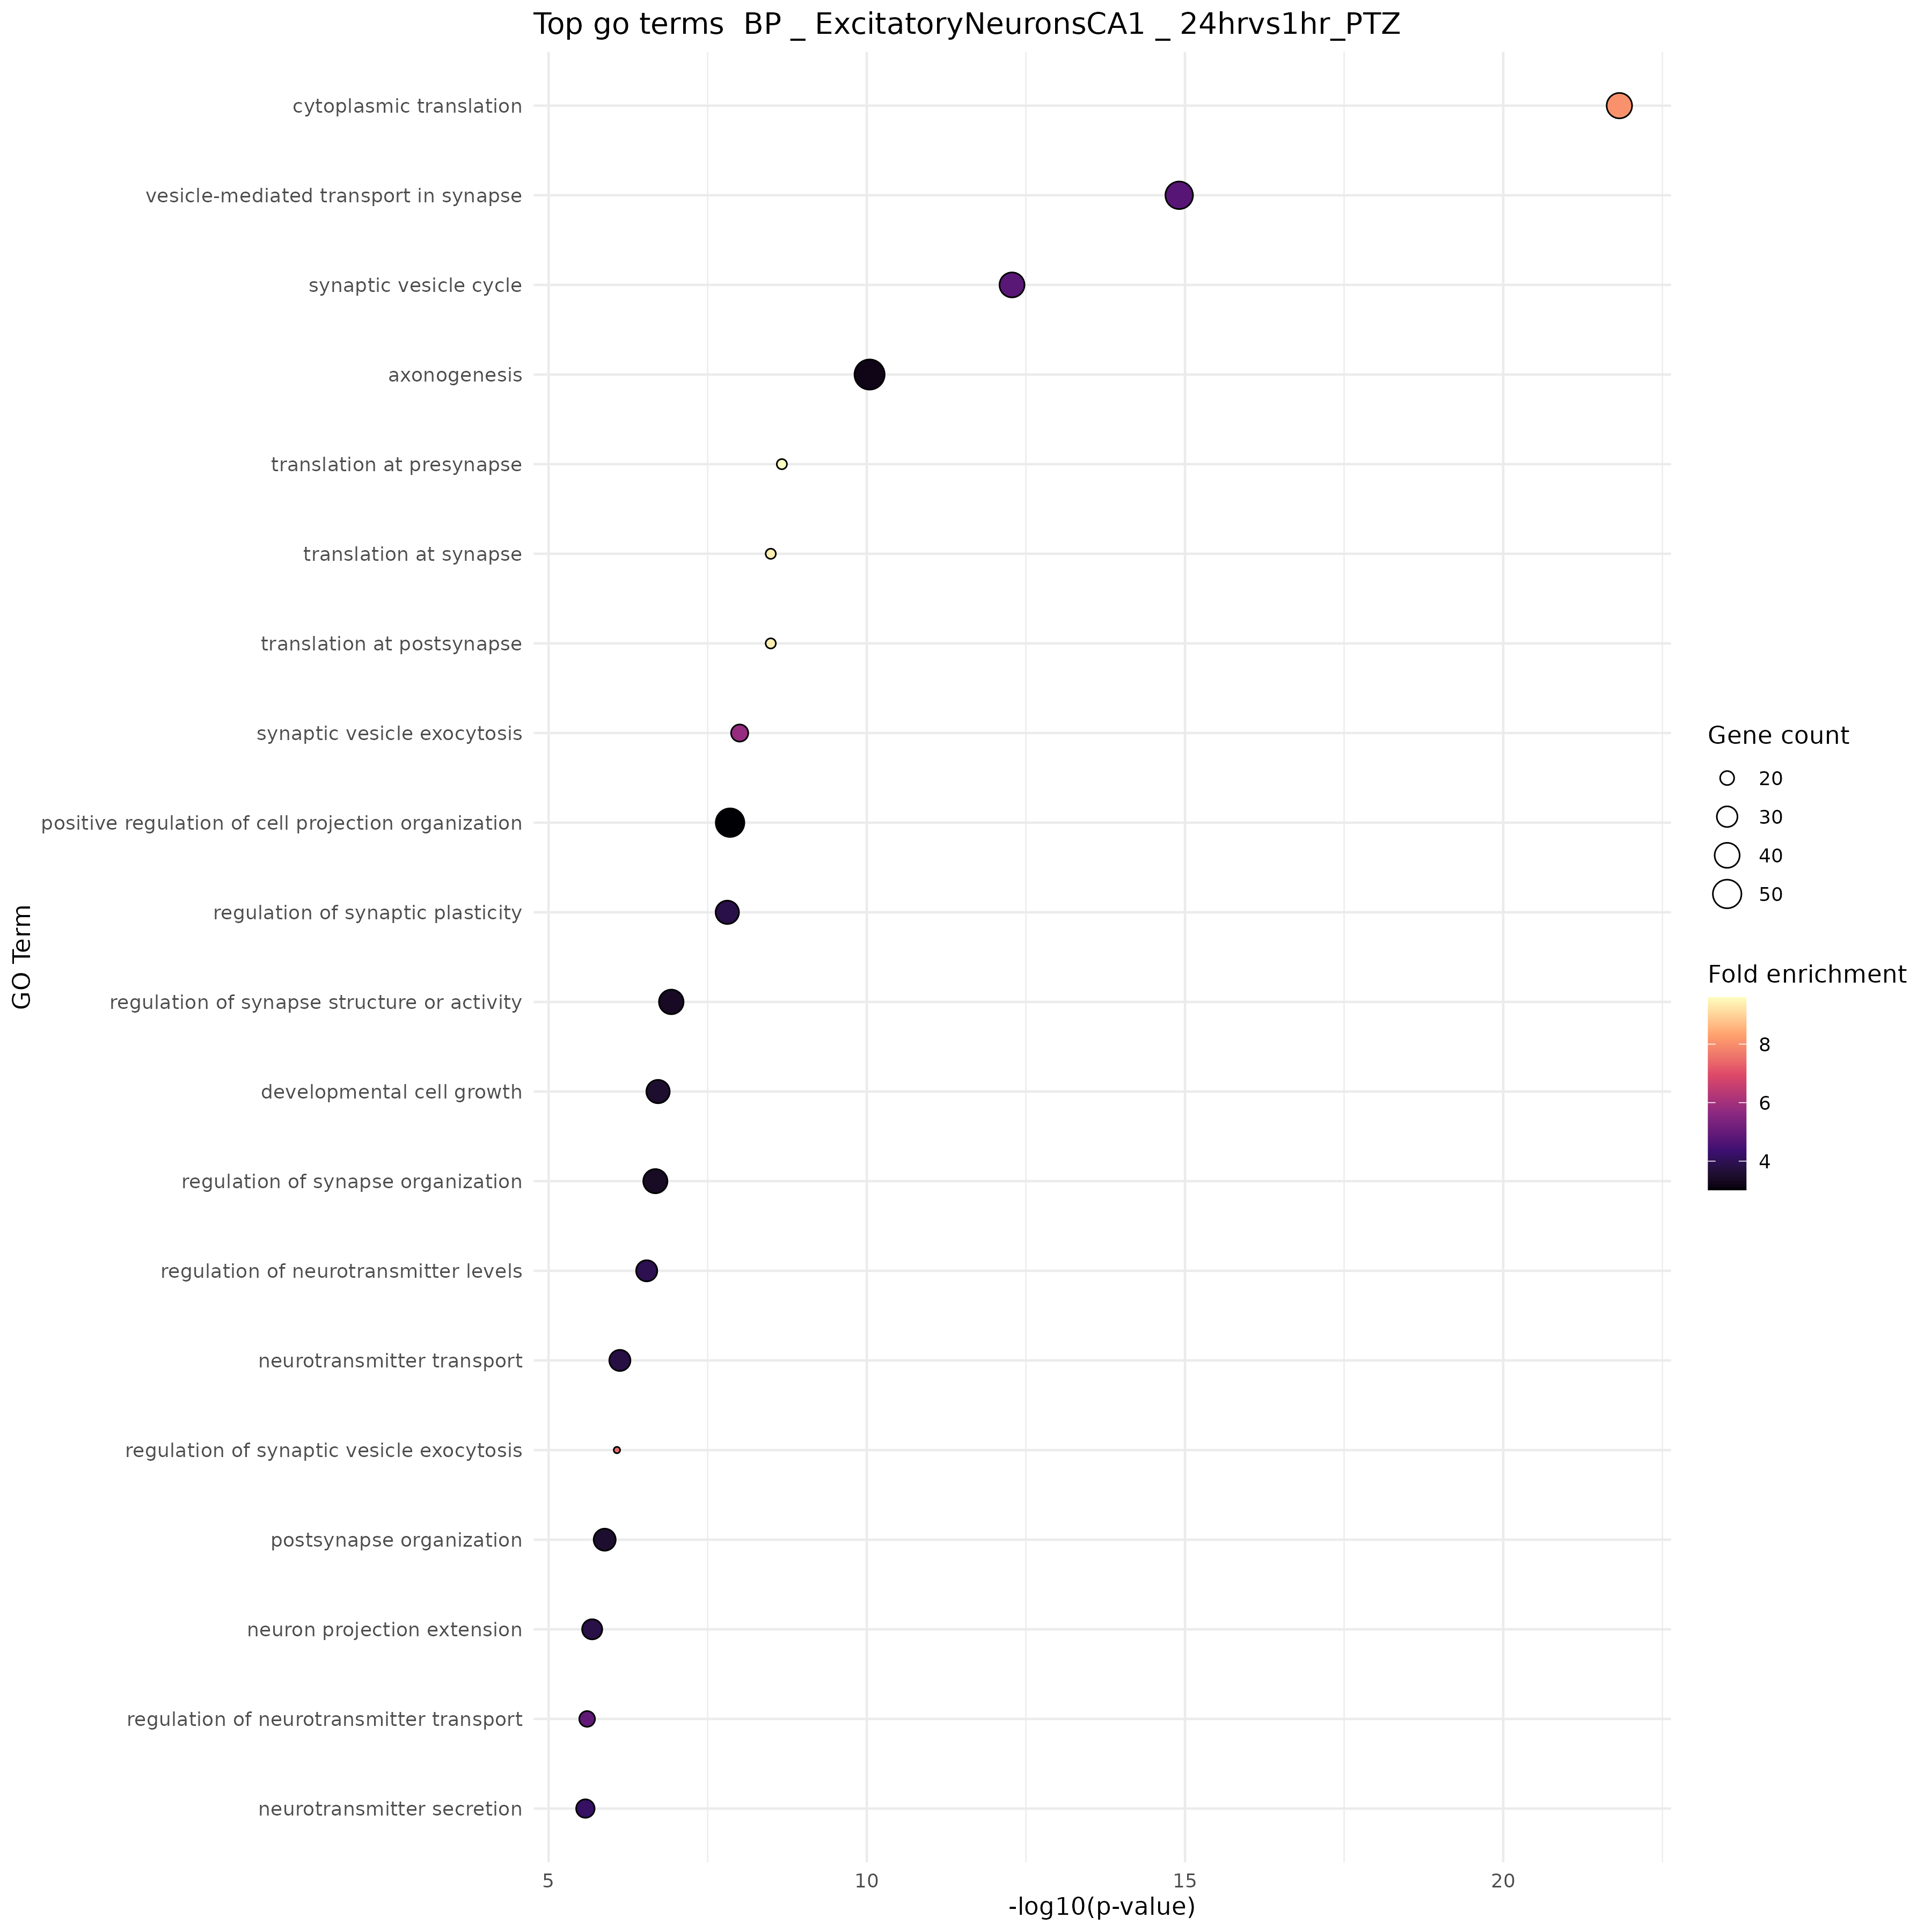 Top go terms  BP _ ExcitatoryNeuronsCA1 _ 24hrvs1hr_PTZ
cytoplasmic translation
vesicle-mediated transport in synapse
synaptic vesicle cycle
axonogenesis
translation at presynapse
translation at synapse
translation at postsynapse
synaptic vesicle exocytosis
positive regulation of cell projection organization
regulation of synaptic plasticity
regulation of synapse structure or activity
developmental cell growth
regulation of synapse organization
regulation of neurotransmitter levels
neurotransmitter transport
regulation of synaptic vesicle exocytosis
postsynapse organization
neuron projection extension
regulation of neurotransmitter transport
neurotransmitter secretion
GO Term
5
10
15
20
-log10(p-value)
Gene count
20
30
40
50
Fold enrichment
8
6
4